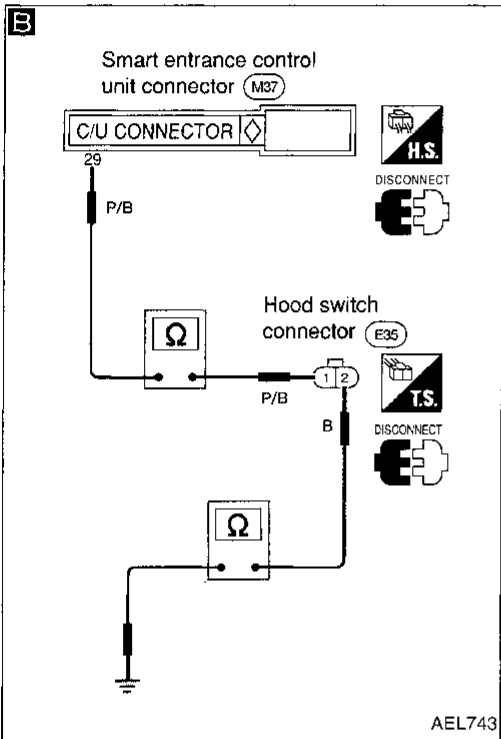 B
Smart entrance control
unit connector M37
C/U CONNECTOR
H.S.
29
DISCONNECT
P/B
Hood switch
connector E35
Ω
1 2
T.S.
P/B
B
DISCONNECT
Ω
AEL743